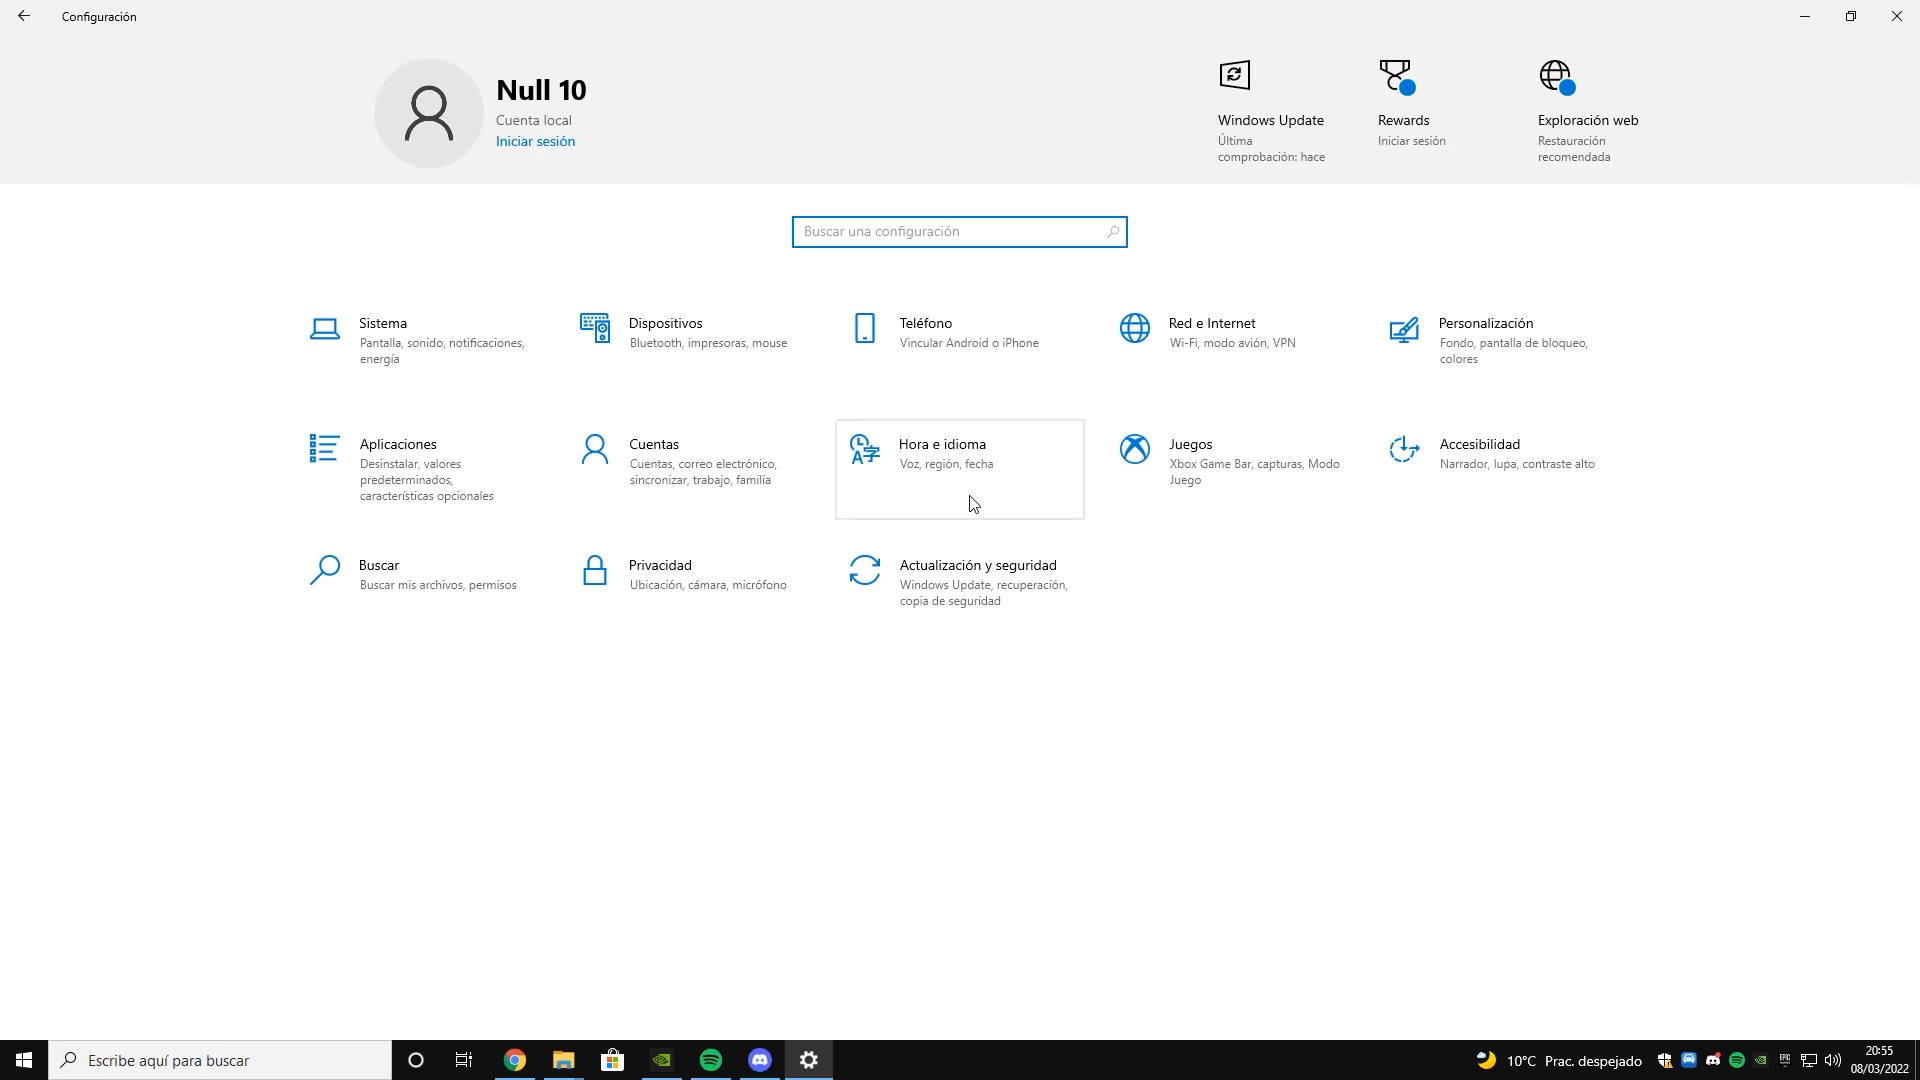 Configuración
Null 10
Cuenta local
Iniciar sesión
Windows Update
Última
comprobación: hace
Rewards
Iniciar sesión
Exploración web
Restauración
recomendada
Buscar una configuración
Sistema
Pantalla, sonido, notificaciones,
energía
Dispositivos
Bluetooth, impresoras, mouse
Teléfono
Vincular Android o iPhone
Red e Internet
Wi-Fi, modo avión, VPN
Personalización
Fondo, pantalla de bloqueo,
colores
Aplicaciones
Desinstalar, valores
predeterminados,
características opcionales
Cuentas
Cuentas, correo electrónico,
sincronizar, trabajo, familia
Hora e idioma
Voz, región, fecha
Juegos
Xbox Game Bar, capturas, Modo
Juego
Accesibilidad
Narrador, lupa, contraste alto
Buscar
Buscar mis archivos, permisos
Privacidad
Ubicación, cámara, micrófono
Actualización y seguridad
Windows Update, recuperación,
copia de seguridad
Escribe aquí para buscar
10°C Prac. despejado
EPIC
20:55
08/03/2022